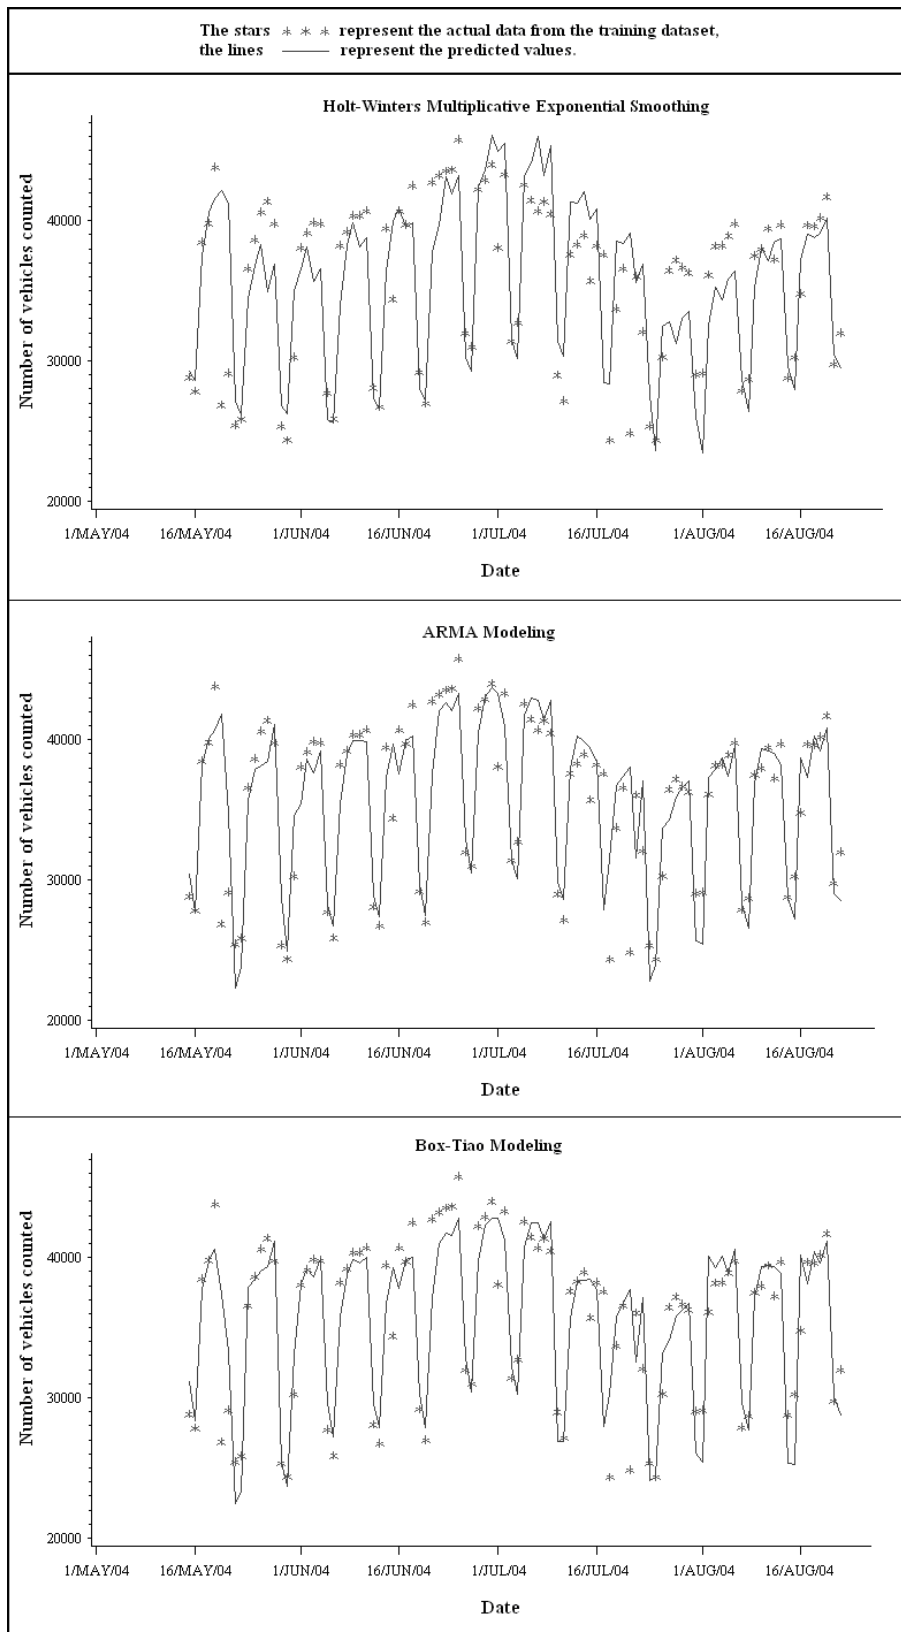 The stars * * * represent the actual data from the training dataset,
the lines —— represent the predicted values.
Holt-Winters Multiplicative Exponential Smoothing
Number of vehicles counted
40000
30000
20000
1/MAY/04 16/MAY/04 1/JUN/04 16/JUN/04 1/JUL/04 16/JUL/04 1/AUG/04 16/AUG/04
Date
ARMA Modeling
Number of vehicles counted
40000
30000
20000
1/MAY/04 16/MAY/04 1/JUN/04 16/JUN/04 1/JUL/04 16/JUL/04 1/AUG/04 16/AUG/04
Date
Box-Tiao Modeling
Number of vehicles counted
40000
30000
20000
1/MAY/04 16/MAY/04 1/JUN/04 16/JUN/04 1/JUL/04 16/JUL/04 1/AUG/04 16/AUG/04
Date